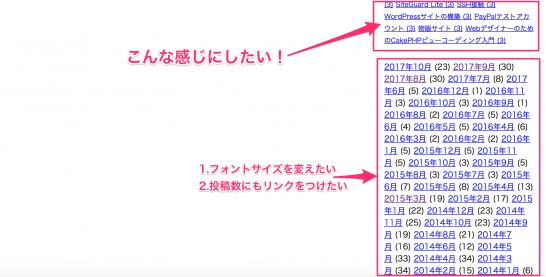 (3) SiteGuard Lite (3) SSH接続 (3)
WordPressサイトの構築 (3) PayPalテストアカ
ウント (3) 物販サイト (3) Webデザイナーのため
のCakePHPビューコーディング入門 (3)
こんな感じにしたい！
2017年10月 (23) 2017年9月 (30)
2017年8月 (30) 2017年7月 (8) 2017
年6月 (5) 2016年12月 (1) 2016年11
月 (3) 2016年10月 (3) 2016年9月 (1)
2016年8月 (2) 2016年7月 (5) 2016年
6月 (4) 2016年5月 (5) 2016年4月 (6)
2016年3月 (2) 2016年2月 (2) 2016年
1月 (5) 2015年12月 (5) 2015年11
月 (5) 2015年10月 (3) 2015年9月 (5)
2015年8月 (3) 2015年7月 (3) 2015年
6月 (7) 2015年5月 (8) 2015年4月 (13)
2015年3月 (19) 2015年2月 (17) 2015
年1月 (22) 2014年12月 (23) 2014年
11月 (25) 2014年10月 (23) 2014年9
月 (19) 2014年8月 (21) 2014年7
月 (16) 2014年6月 (12) 2014年5
月 (33) 2014年4月 (34) 2014年3
月 (34) 2014年2月 (15) 2014年1月 (6)
1.フォントサイズを変えたい
2.投稿数にもリンクをつけたい